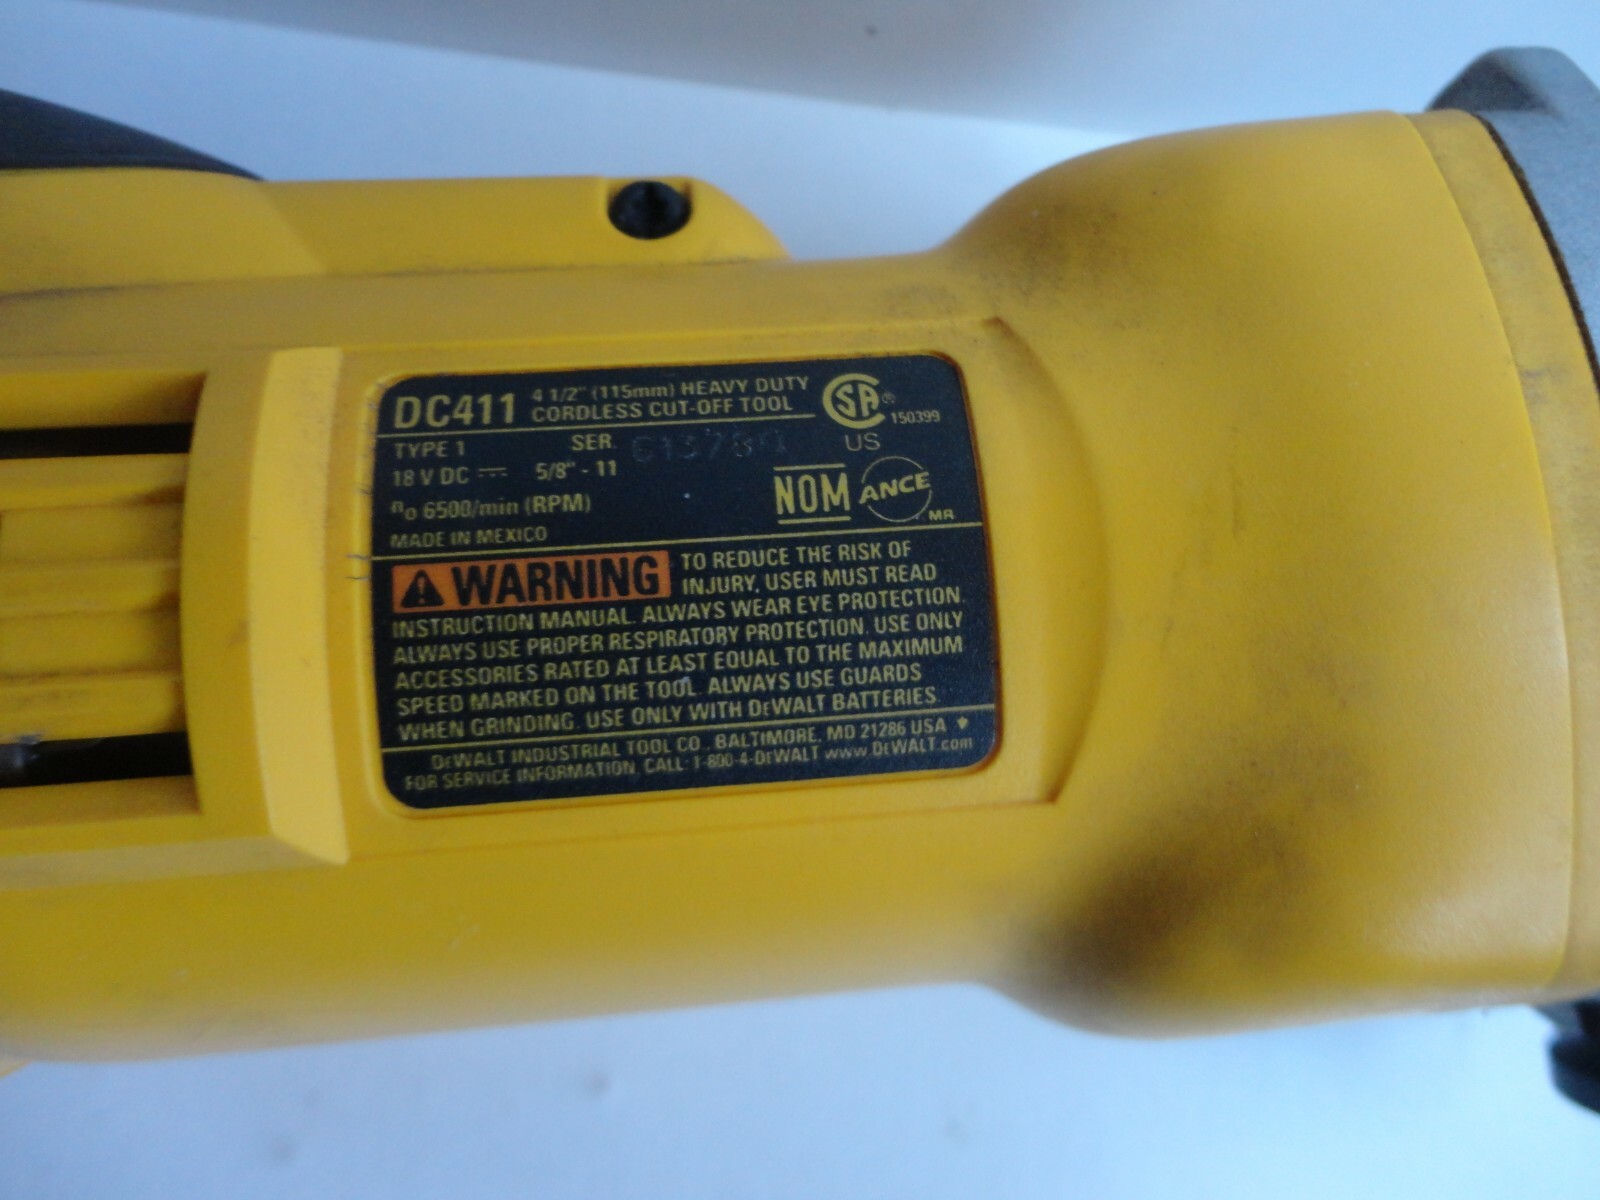 DC411 4 1/2" (115mm) HEAVY DUTY
CORDLESS CUT-OFF TOOL
SA®
150399
US
TYPE 1 SER.
18 V DC ⎓ 5/8" - 11
no 6500/min (RPM)
NOM ANCE MR
MADE IN MEXICO
⚠ WARNING TO REDUCE THE RISK OF
INJURY, USER MUST READ
INSTRUCTION MANUAL. ALWAYS WEAR EYE PROTECTION.
ALWAYS USE PROPER RESPIRATORY PROTECTION. USE ONLY
ACCESSORIES RATED AT LEAST EQUAL TO THE MAXIMUM
SPEED MARKED ON THE TOOL. ALWAYS USE GUARDS
WHEN GRINDING. USE ONLY WITH DEWALT BATTERIES.
DEWALT INDUSTRIAL TOOL CO., BALTIMORE, MD 21286 USA
FOR SERVICE INFORMATION, CALL: 1-800-4-DEWALT www.DEWALT.com